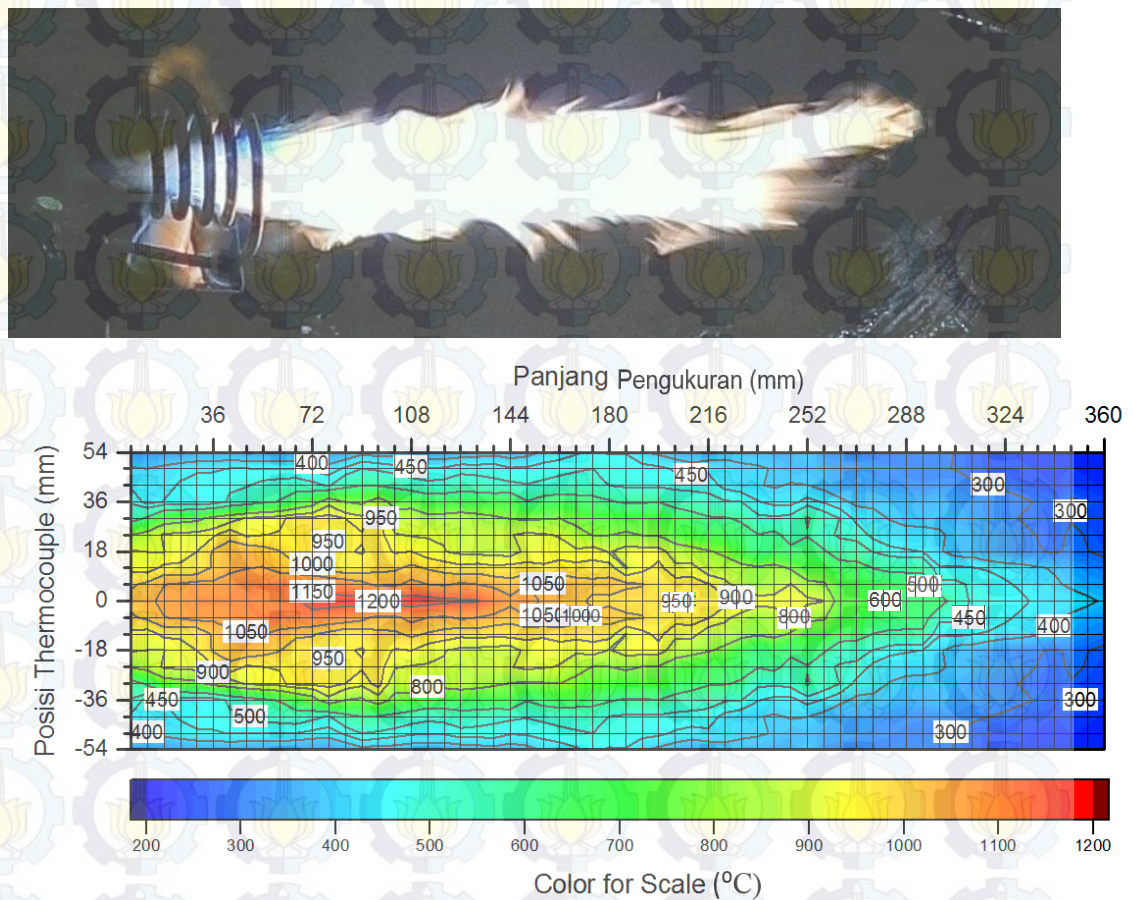 Panjang Pengukuran (mm)
36 72 108 144 180 216 252 288 324 360
Posisi Thermocouple (mm)
54
36
18
0
-18
-36
-54
400 450 450 300
950 300
950
1000
1150 1050 500
1200 950 900 600
1050 1000 800 450
1050 400
950
900 800
450 300
500
400 300
200 300 400 500 600 700 800 900 1000 1100 1200
Color for Scale (⁰C)